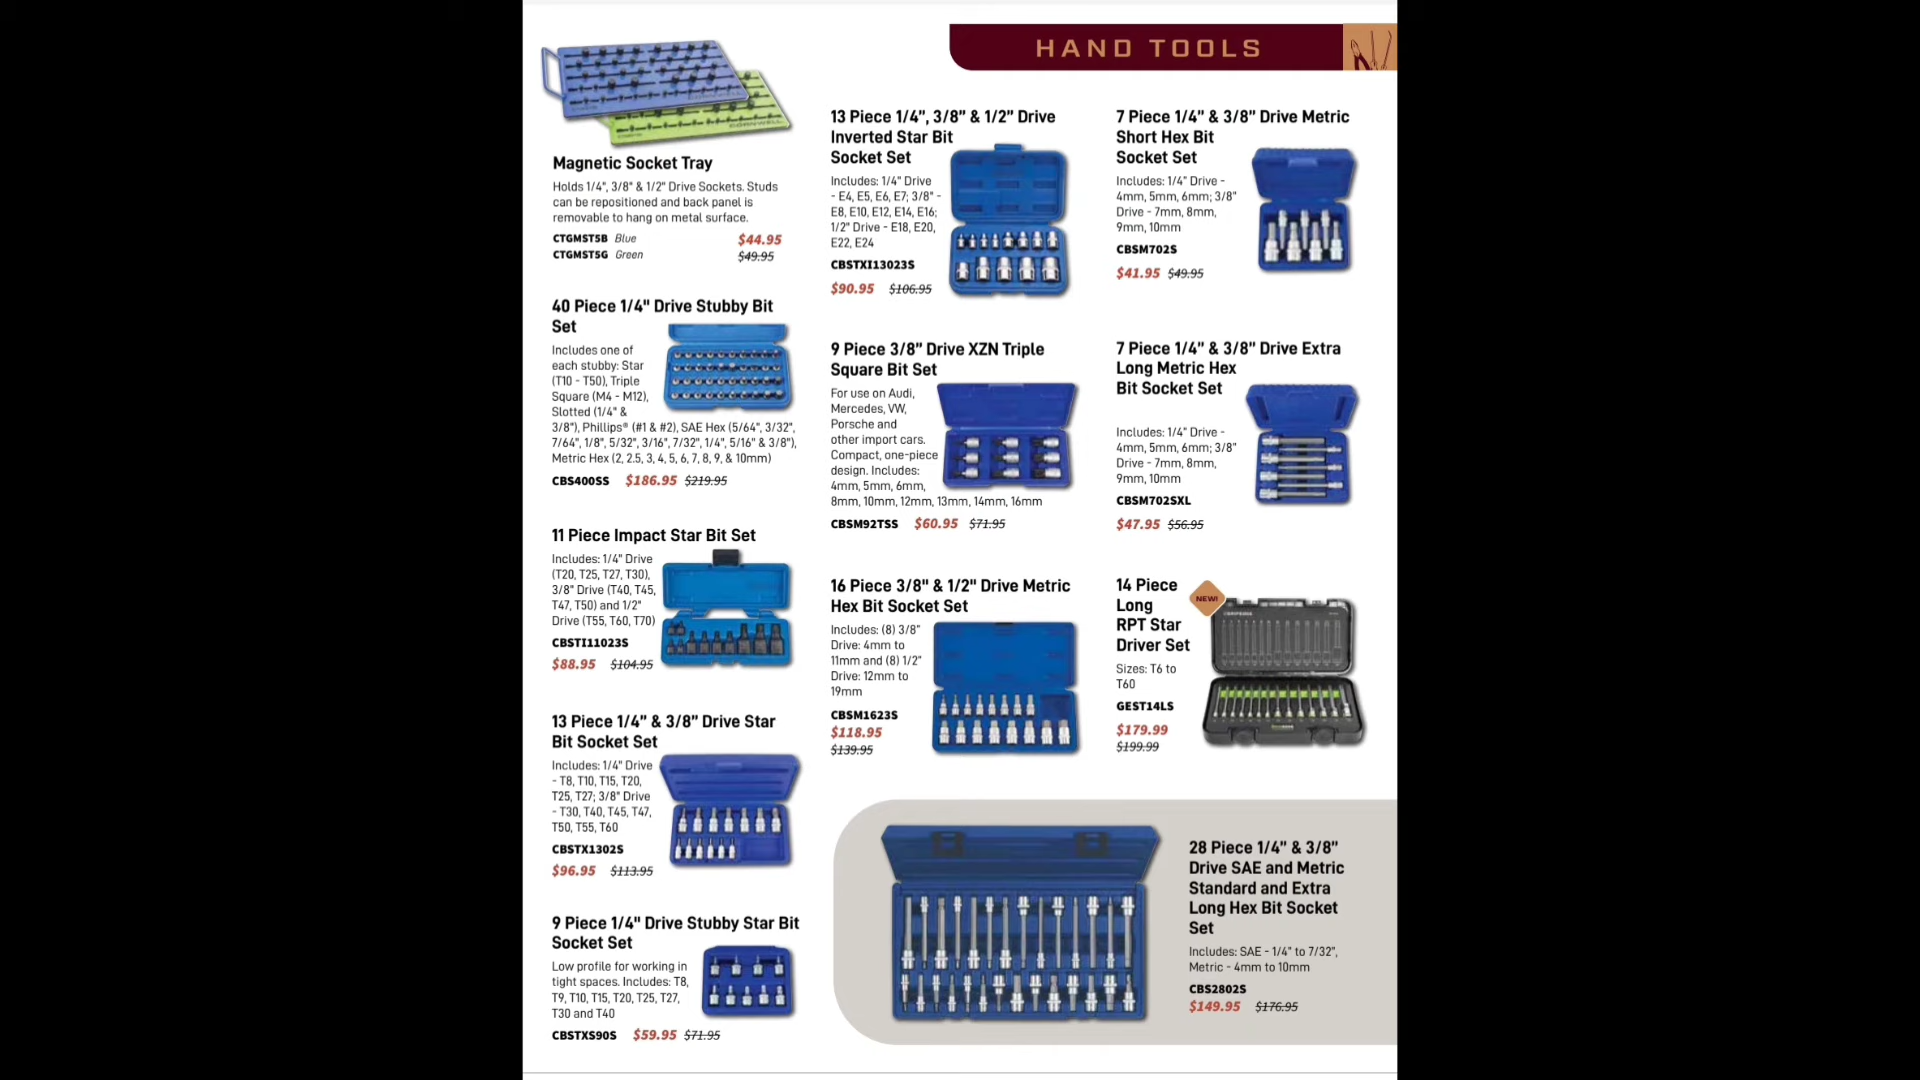 HAND TOOLS
Magnetic Socket Tray
Holds 1/4", 3/8" & 1/2" Drive Sockets. Studs
can be repositioned and back panel is
removable to hang on metal surface.
CTGMST5B Blue $44.95
CTGMST5G Green $49.95
40 Piece 1/4" Drive Stubby Bit
Set
Includes one of
each stubby: Star
(T10 - T50), Triple
Square (M4 - M12),
Slotted (1/4" &
3/8"), Phillips® (#1 & #2), SAE Hex (5/64", 3/32",
7/64", 1/8", 5/32", 3/16", 7/32", 1/4", 5/16" & 3/8"),
Metric Hex (2, 2.5, 3, 4, 5, 6, 7, 8, 9, & 10mm)
CBS400SS $186.95 $219.95
11 Piece Impact Star Bit Set
Includes: 1/4" Drive
(T20, T25, T27, T30),
3/8" Drive (T40, T45,
T47, T50) and 1/2"
Drive (T55, T60, T70)
CBSTI11023S
$88.95 $104.95
13 Piece 1/4" & 3/8" Drive Star
Bit Socket Set
Includes: 1/4" Drive
- T8, T10, T15, T20,
T25, T27; 3/8" Drive
- T30, T40, T45, T47,
T50, T55, T60
CBSTX1302S
$96.95 $113.95
9 Piece 1/4" Drive Stubby Star Bit
Socket Set
Low profile for working in
tight spaces. Includes: T8,
T9, T10, T15, T20, T25, T27,
T30 and T40
CBSTXS90S $59.95 $71.95
13 Piece 1/4", 3/8" & 1/2" Drive
Inverted Star Bit
Socket Set
Includes: 1/4" Drive
- E4, E5, E6, E7; 3/8" -
E8, E10, E12, E14, E16;
1/2" Drive - E18, E20,
E22, E24
CBSTXI13023S
$90.95 $106.95
9 Piece 3/8" Drive XZN Triple
Square Bit Set
For use on Audi,
Mercedes, VW,
Porsche and
other import cars.
Compact, one-piece
design. Includes:
4mm, 5mm, 6mm,
8mm, 10mm, 12mm, 13mm, 14mm, 16mm
CBSM92TSS $60.95 $71.95
16 Piece 3/8" & 1/2" Drive Metric
Hex Bit Socket Set
Includes: (8) 3/8"
Drive: 4mm to
11mm and (8) 1/2"
Drive: 12mm to
19mm
CBSM1623S
$118.95
$139.95
7 Piece 1/4" & 3/8" Drive Metric
Short Hex Bit
Socket Set
Includes: 1/4" Drive -
4mm, 5mm, 6mm; 3/8"
Drive - 7mm, 8mm,
9mm, 10mm
CBSM702S
$41.95 $49.95
7 Piece 1/4" & 3/8" Drive Extra
Long Metric Hex
Bit Socket Set
Includes: 1/4" Drive -
4mm, 5mm, 6mm; 3/8"
Drive - 7mm, 8mm,
9mm, 10mm
CBSM702SXL
$47.95 $56.95
14 Piece
Long
RPT Star
Driver Set
NEW!
Sizes: T6 to
T60
GEST14LS
$179.99
$199.99
28 Piece 1/4" & 3/8"
Drive SAE and Metric
Standard and Extra
Long Hex Bit Socket
Set
Includes: SAE - 1/4" to 7/32",
Metric - 4mm to 10mm
CBS2802S
$149.95 $176.95